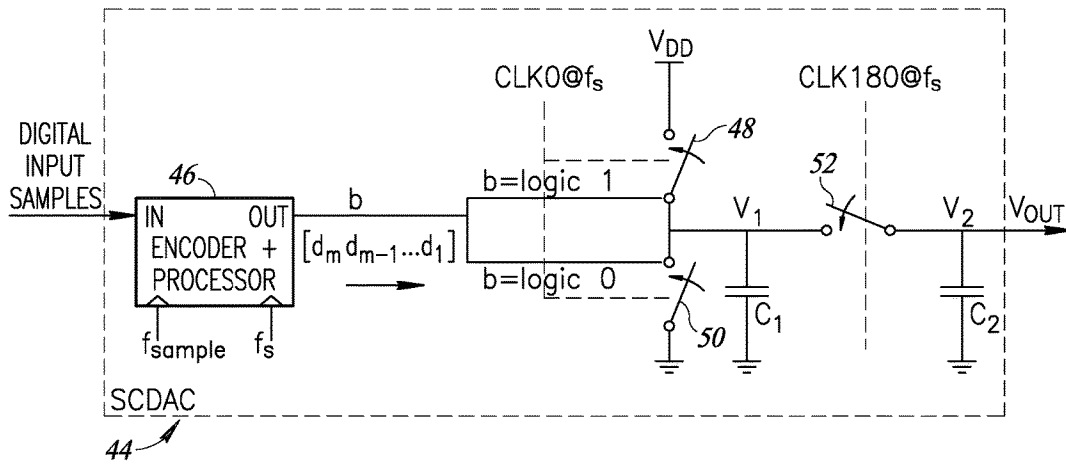 V_DD
CLK0@f_s
CLK180@f_s
48
DIGITAL
INPUT
SAMPLES
46
52
b
b=logic 1
V_1
V_2
V_OUT
IN OUT
ENCODER +
PROCESSOR
[d_m d_{m-1}...d_1]
b=logic 0
50
C_1
C_2
f_sample
f_s
SCDAC
44